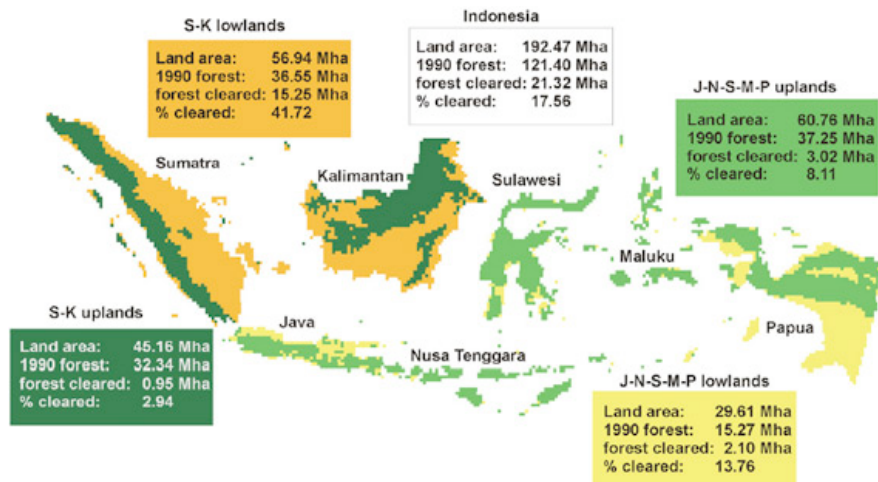 S-K lowlands
Land area: 56.94 Mha
1990 forest: 36.55 Mha
forest cleared: 15.25 Mha
% cleared: 41.72
Indonesia
Land area: 192.47 Mha
1990 forest: 121.40 Mha
forest cleared: 21.32 Mha
% cleared: 17.56
J-N-S-M-P uplands
Land area: 60.76 Mha
1990 forest: 37.25 Mha
forest cleared: 3.02 Mha
% cleared: 8.11
Sumatra
Kalimantan
Sulawesi
Maluku
Papua
Java
Nusa Tenggara
S-K uplands
Land area: 45.16 Mha
1990 forest: 32.34 Mha
forest cleared: 0.95 Mha
% cleared: 2.94
J-N-S-M-P lowlands
Land area: 29.61 Mha
1990 forest: 15.27 Mha
forest cleared: 2.10 Mha
% cleared: 13.76